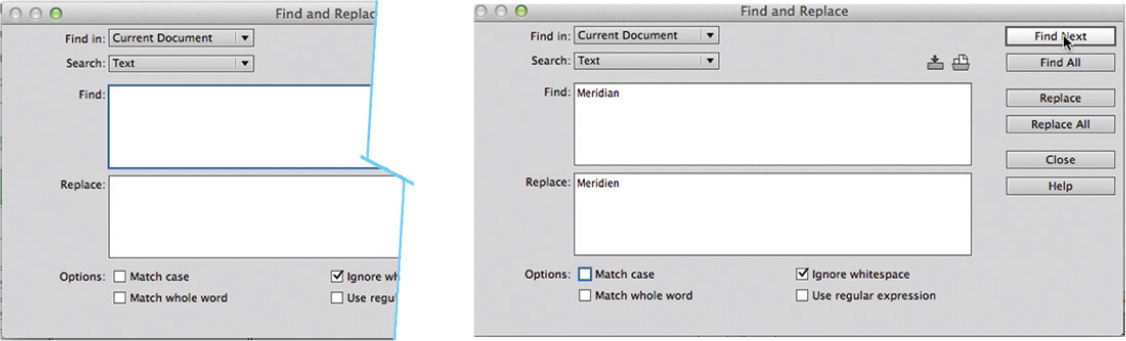 Find and Replac
Find in: Current Document
Search: Text
Find:
Replace:
Options: Match case
Ignore wh
Match whole word
Use regul
Find and Replace
Find in: Current Document
Search: Text
Find: Meridian
Replace: Meridien
Options: Match case
Ignore whitespace
Match whole word
Use regular expression
Find Next
Find All
Replace
Replace All
Close
Help